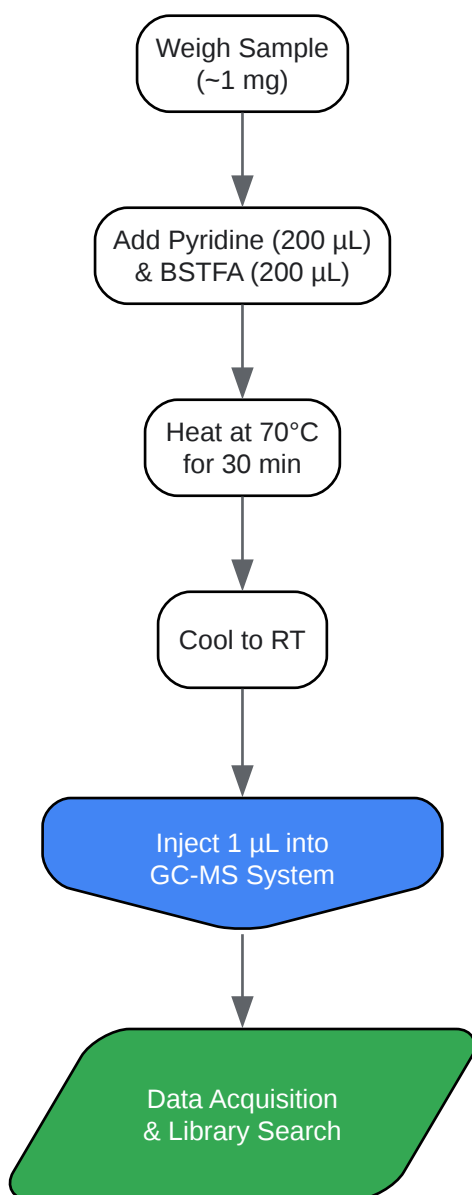 Weigh Sample
(~1 mg)
Add Pyridine (200 µL)
& BSTFA (200 µL)
Heat at 70°C
for 30 min
Cool to RT
Inject 1 µL into
GC-MS System
Data Acquisition
& Library Search